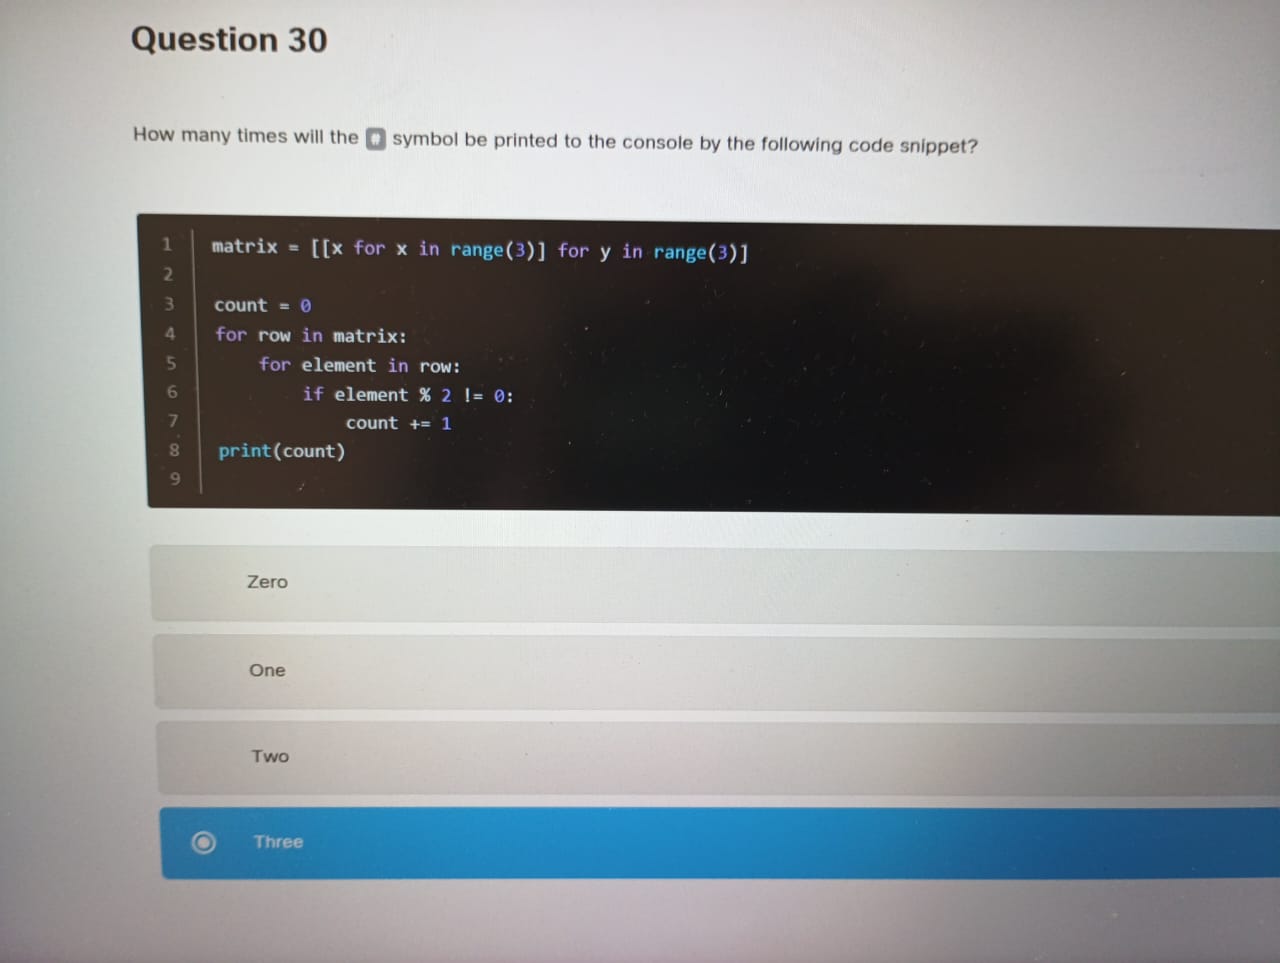 Question 30
How many times will the # symbol be printed to the console by the following code snippet?
1 matrix = [[x for x in range(3)] for y in range(3)]
2
3 count = 0
4 for row in matrix:
5     for element in row:
6         if element % 2 != 0:
7             count += 1
8 print(count)
9
Zero
One
Two
Three